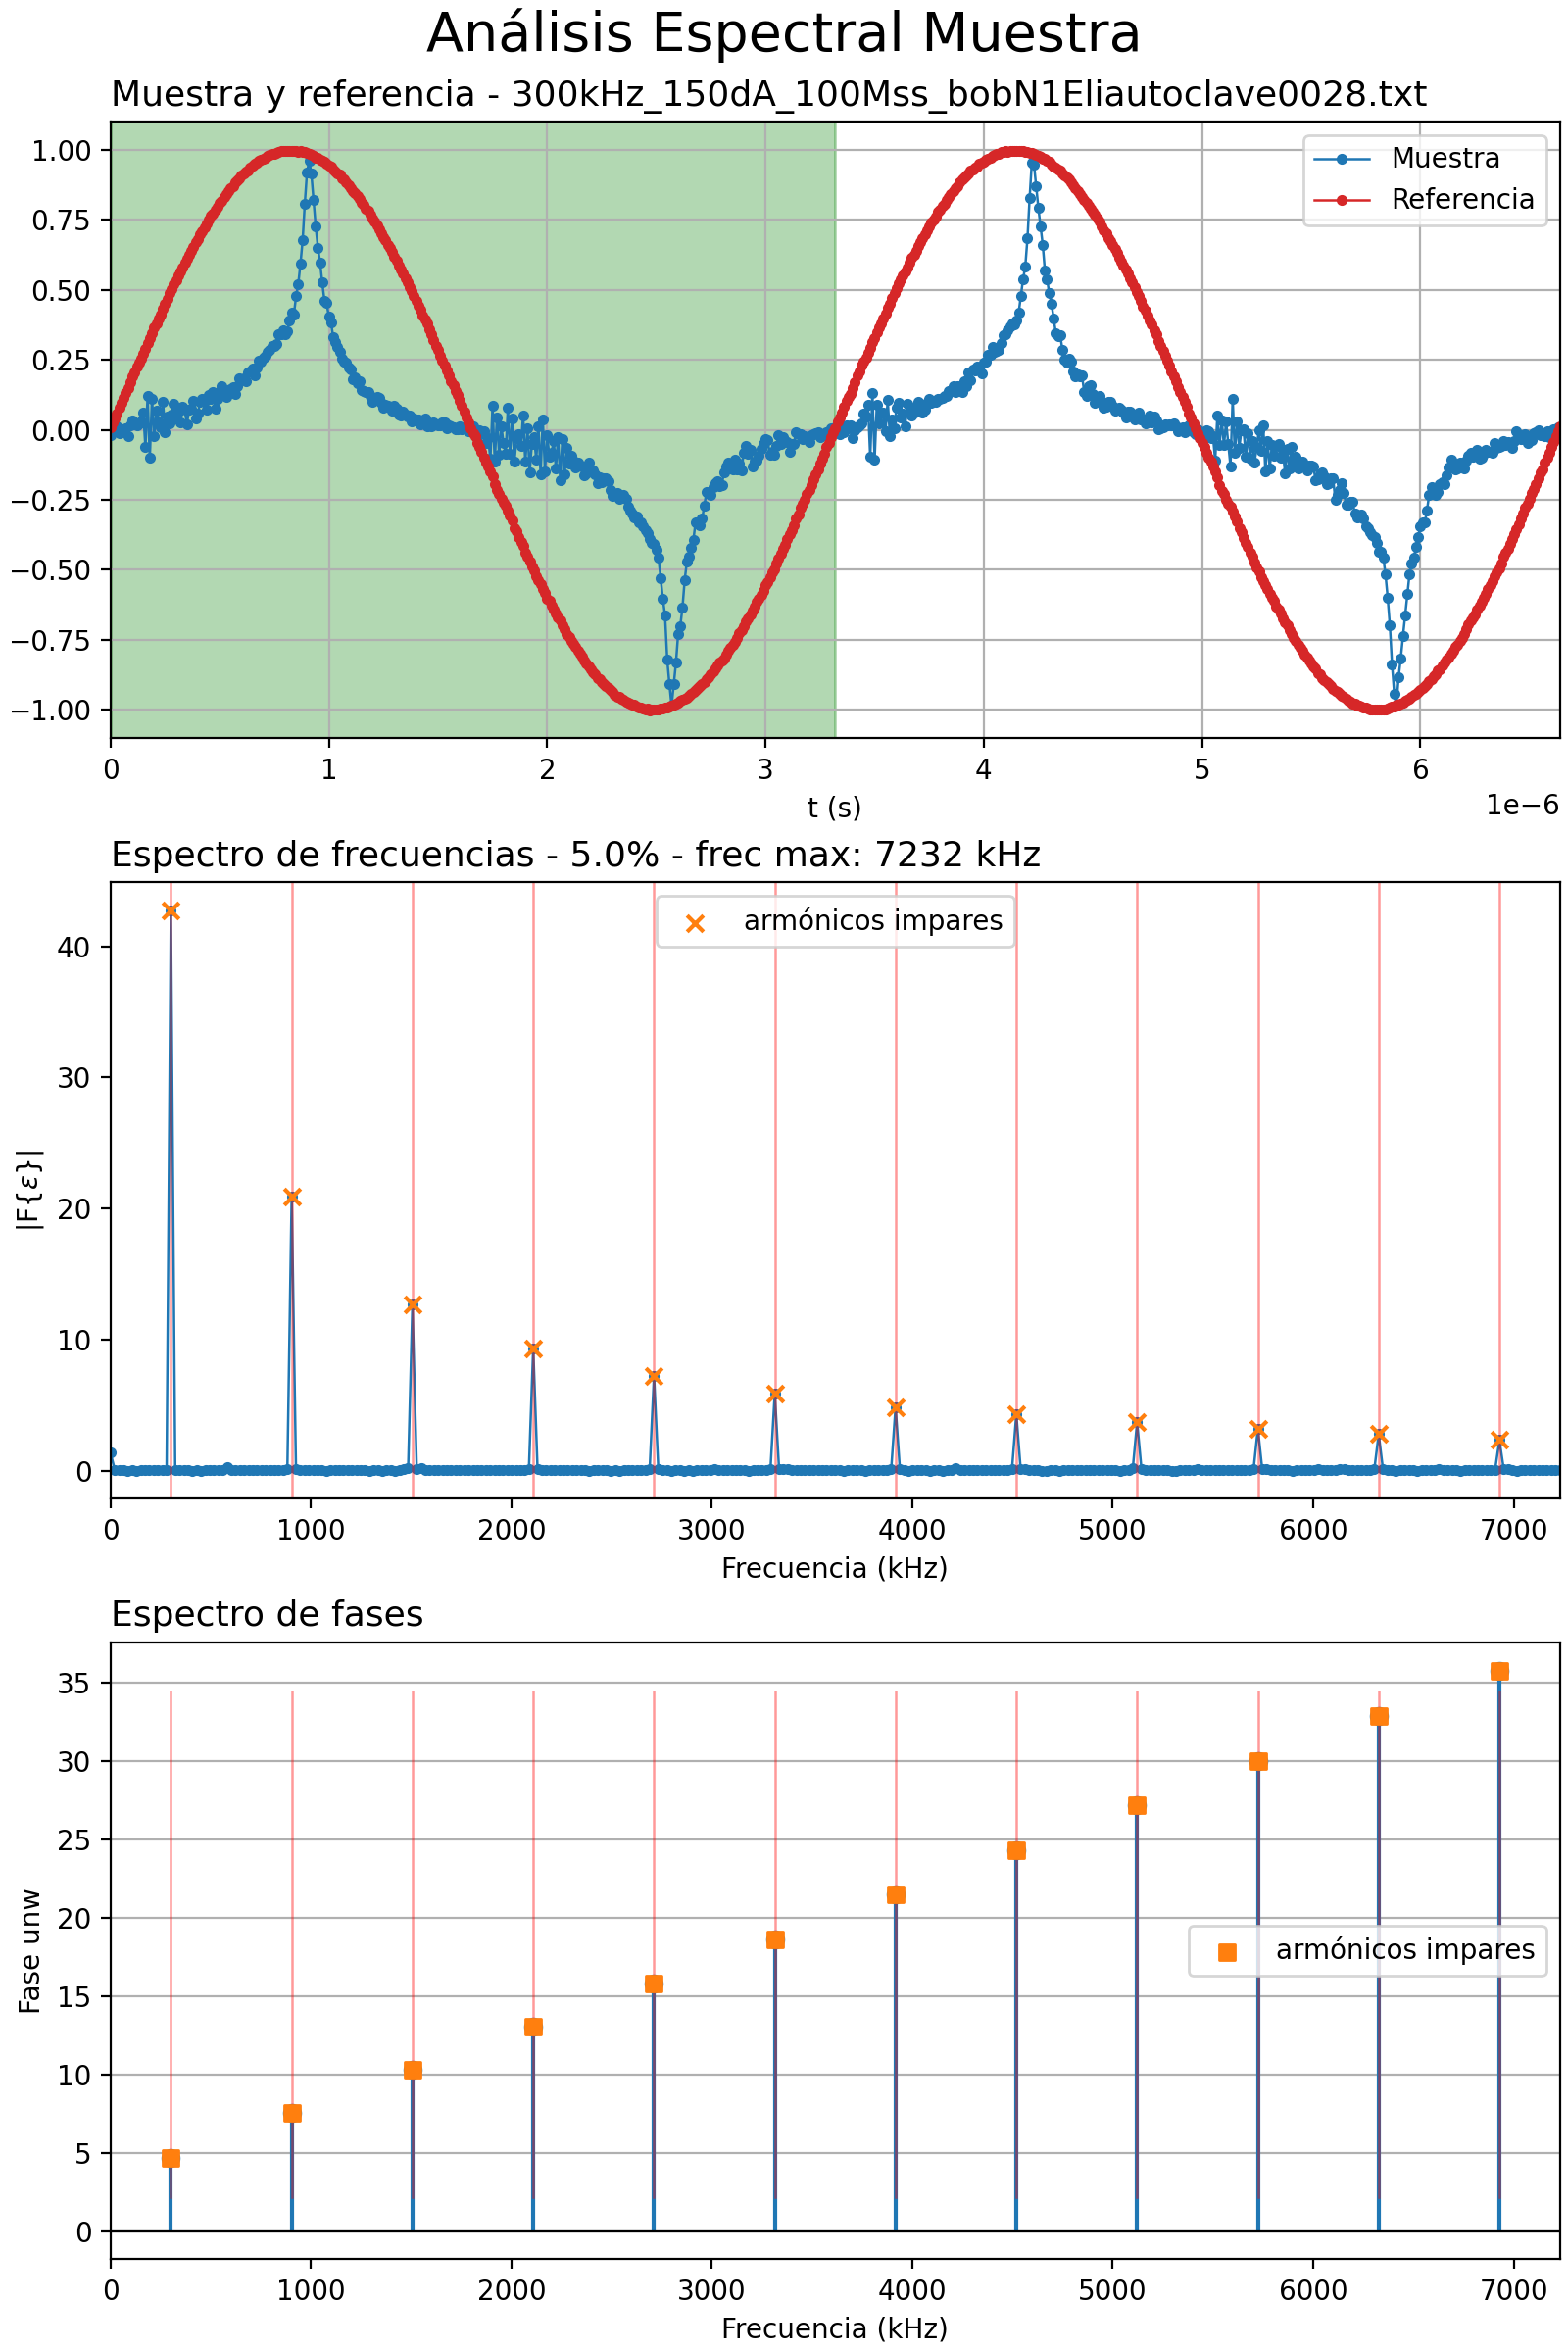 Análisis Espectral Muestra
Muestra y referencia - 300kHz_150dA_100Mss_bobN1Eliautoclave0028.txt
1.00
0.75
0.50
0.25
0.00
−0.25
−0.50
−0.75
−1.00
Muestra
Referencia
0 1 2 3 4 5 6
t (s)
1e−6
Espectro de frecuencias - 5.0% - frec max: 7232 kHz
|F{ε}|
40
30
20
10
0
armónicos impares
0 1000 2000 3000 4000 5000 6000 7000
Frecuencia (kHz)
Espectro de fases
Fase unw
35
30
25
20
15
10
5
0
armónicos impares
0 1000 2000 3000 4000 5000 6000 7000
Frecuencia (kHz)